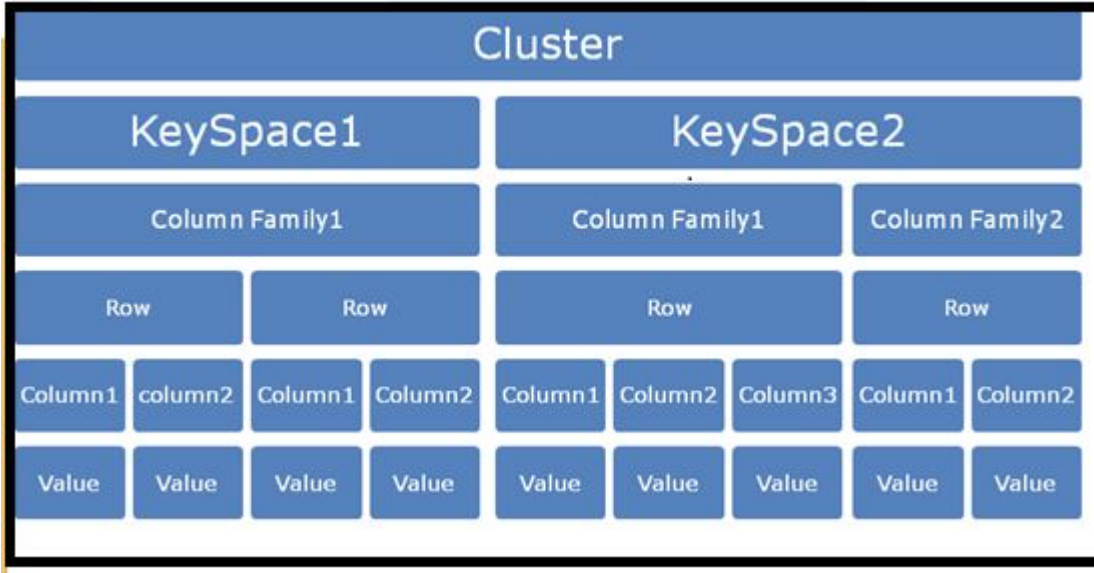 Cluster
KeySpace1 KeySpace2
Column Family1 Column Family1 Column Family2
Row Row Row Row
Column1 column2 Column1 Column2 Column1 Column2 Column3 Column1 Column2
Value Value Value Value Value Value Value Value Value